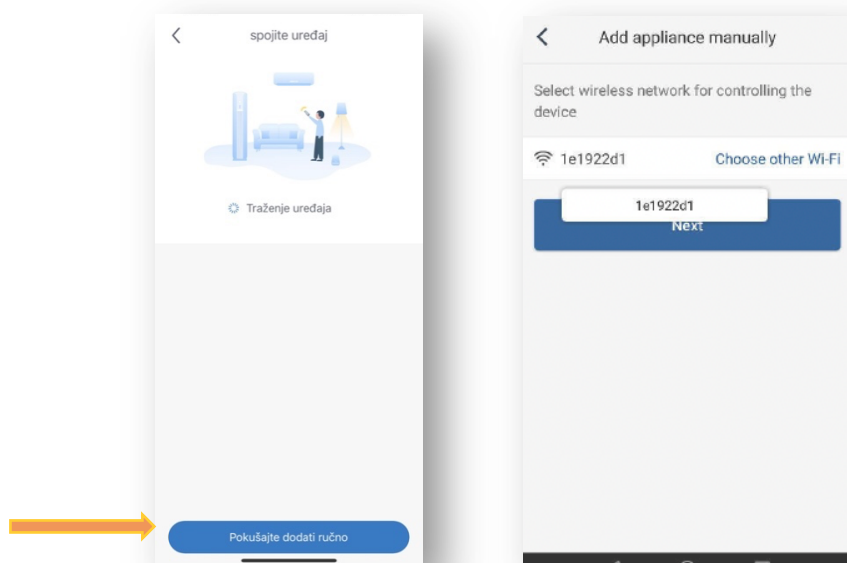 spojite uređaj
Traženje uređaja
Pokušajte dodati ručno
Add appliance manually
Select wireless network for controlling the
device
1e1922d1 Choose other Wi-Fi
1e1922d1
Next